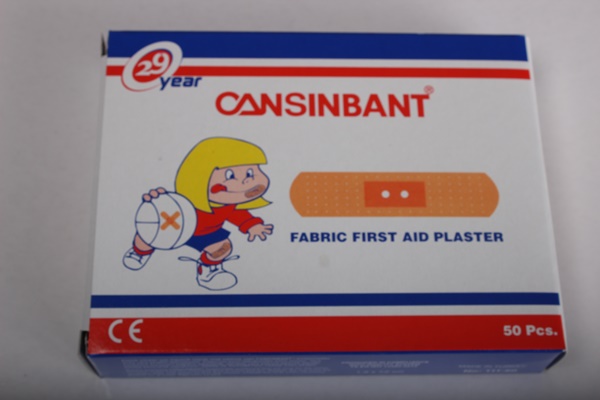 29
year
CANSINBANT®
FABRIC FIRST AID PLASTER
CE
50 Pcs.